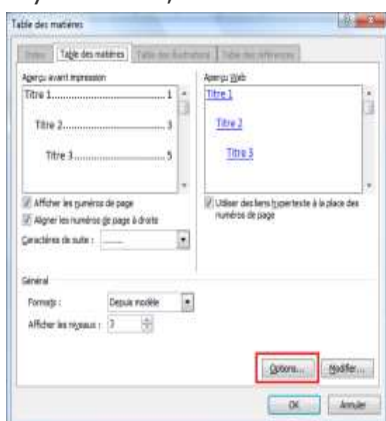 Table des matières
Index Table des matières Table des illustrations Table des références
Aperçu avant impression Aperçu Web
Titre 1..............................1 Titre 1
Titre 2...........................3 Titre 2
Titre 3........................5 Titre 3
Afficher les numéros de page Utiliser des liens hypertexte à la place des
Aligner les numéros de page à droite numéros de page
Caractères de suite : .......
Général
Formats : Depuis modèle
Afficher les niveaux : 3
Options... Modifier...
OK Annuler